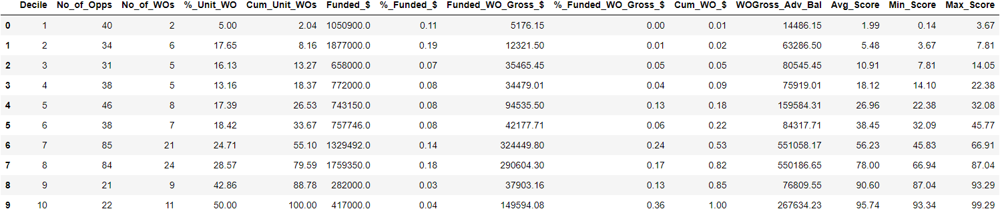 Decile No_of_Opps No_of_WOs %_Unit_WO Cum_Unit_WOs Funded_$ %_Funded_$ Funded_WO_Gross_$ %_Funded_WO_Gross_$ Cum_WO_$ WOGross_Adv_Bal Avg_Score Min_Score Max_Score
0 1 40 2 5.00 2.04 1050900.0 0.11 5176.15 0.00 0.01 14486.15 1.99 0.14 3.67
1 2 34 6 17.65 8.16 1877000.0 0.19 12321.50 0.01 0.02 63286.50 5.48 3.67 7.81
2 3 31 5 16.13 13.27 658000.0 0.07 35465.45 0.05 0.05 80545.45 10.91 7.81 14.05
3 4 38 5 13.16 18.37 772000.0 0.08 34479.01 0.04 0.09 75919.01 18.12 14.10 22.38
4 5 46 8 17.39 26.53 743150.0 0.08 94535.50 0.13 0.18 159584.31 26.96 22.38 32.08
5 6 38 7 18.42 33.67 757746.0 0.08 42177.71 0.06 0.22 84317.71 38.45 32.09 45.77
6 7 85 21 24.71 55.10 1329492.0 0.14 324449.80 0.24 0.53 551058.17 56.23 45.83 66.91
7 8 84 24 28.57 79.59 1759350.0 0.18 290604.30 0.17 0.82 550186.65 78.00 66.94 87.04
8 9 21 9 42.86 88.78 282000.0 0.03 37903.16 0.13 0.85 76809.55 90.60 87.04 93.29
9 10 22 11 50.00 100.00 417000.0 0.04 149594.08 0.36 1.00 267634.23 95.74 93.34 99.29